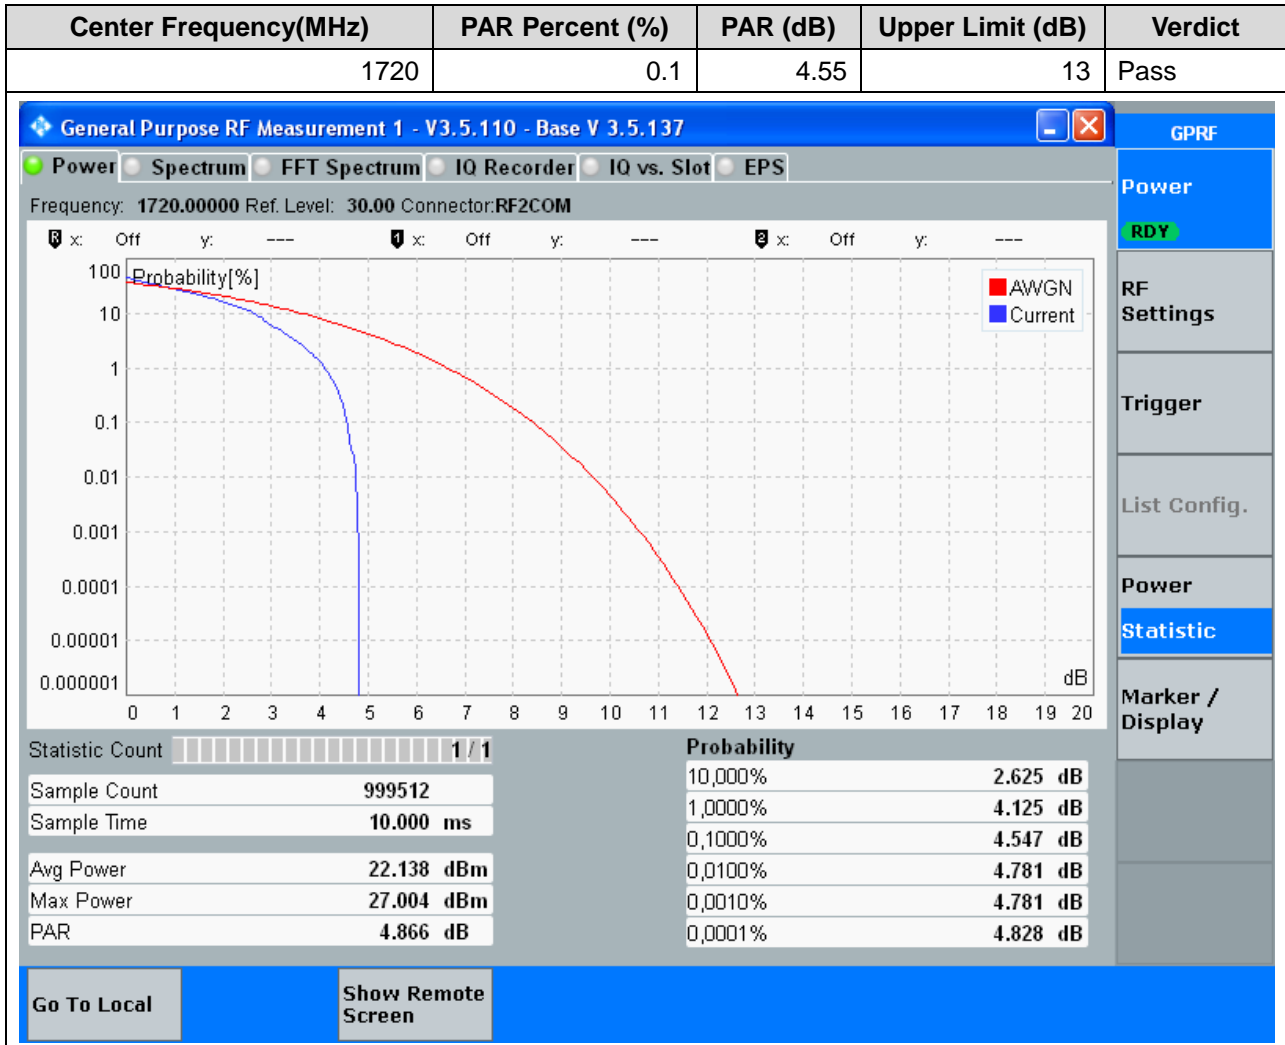 Center Frequency(MHz) PAR Percent (%) PAR (dB) Upper Limit (dB) Verdict
1720 0.1 4.55 13 Pass
General Purpose RF Measurement 1 - V3.5.110 - Base V 3.5.137
GPRF
Power Spectrum FFT Spectrum IQ Recorder IQ vs. Slot EPS
Frequency: 1720.00000 Ref. Level: 30.00 Connector:RF2COM
R x: Off y: --- 1 x: Off y: --- 2 x: Off y: ---
Probability[%]
100
10
1
0.1
0.01
0.001
0.0001
0.00001
0.000001
AWGN
Current
dB
0 1 2 3 4 5 6 7 8 9 10 11 12 13 14 15 16 17 18 19 20
Statistic Count 1 / 1
Sample Count 999512
Sample Time 10.000 ms
Avg Power 22.138 dBm
Max Power 27.004 dBm
PAR 4.866 dB
Probability
10,000% 2.625 dB
1,0000% 4.125 dB
0,1000% 4.547 dB
0,0100% 4.781 dB
0,0010% 4.781 dB
0,0001% 4.828 dB
Power
RDY
RF
Settings
Trigger
List Config.
Power
Statistic
Marker /
Display
Go To Local
Show Remote
Screen